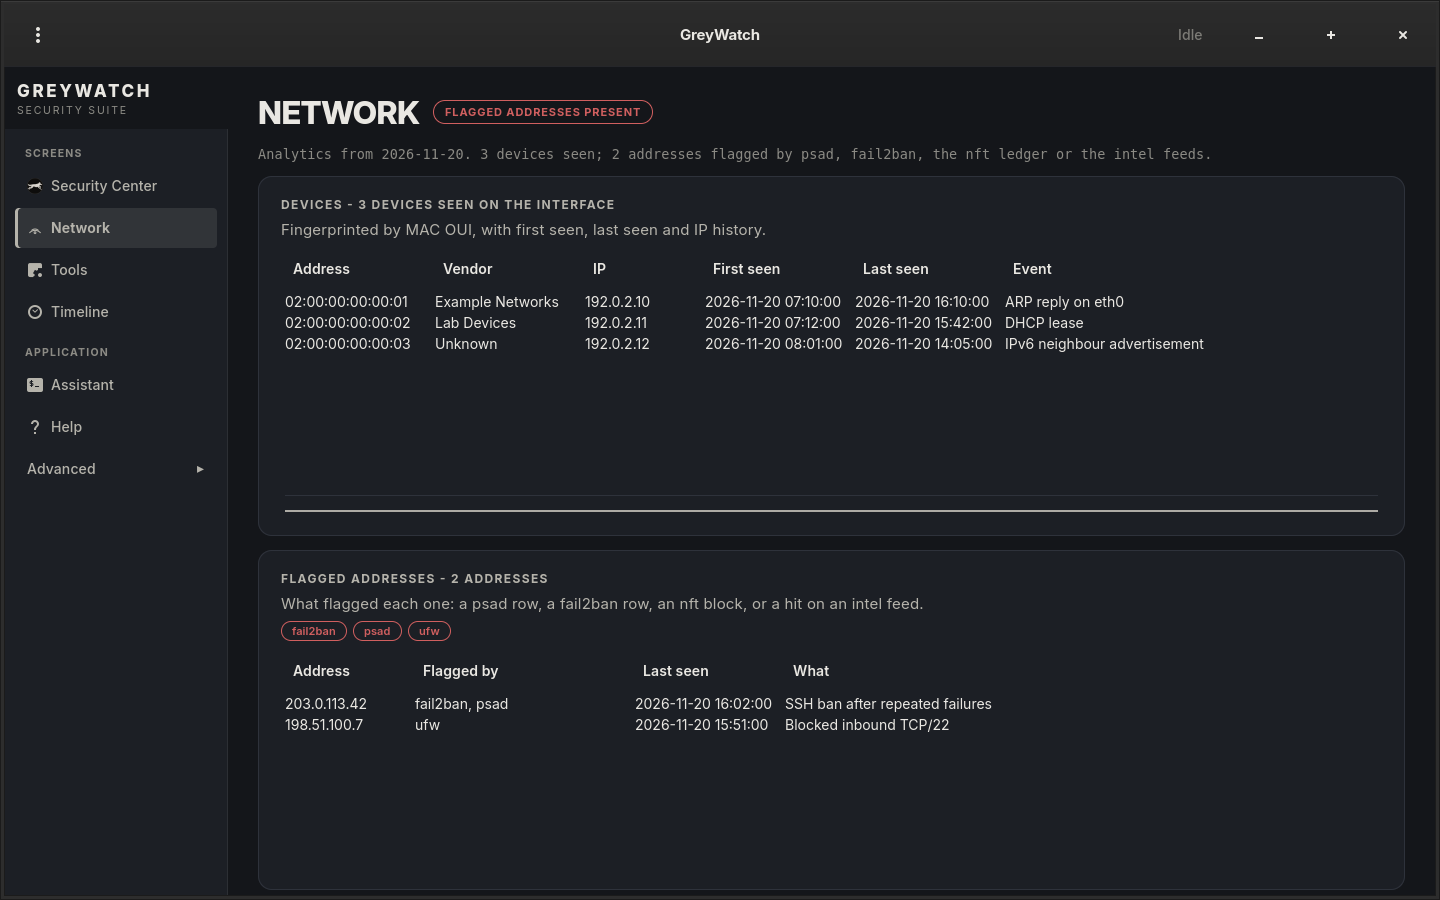 GreyWatch
Idle
GREYWATCH
SECURITY SUITE
SCREENS
Security Center
Network
Tools
Timeline
APPLICATION
Assistant
Help
Advanced
NETWORK FLAGGED ADDRESSES PRESENT
Analytics from 2026-11-20. 3 devices seen; 2 addresses flagged by psad, fail2ban, the nft ledger or the intel feeds.
DEVICES - 3 DEVICES SEEN ON THE INTERFACE
Fingerprinted by MAC OUI, with first seen, last seen and IP history.
Address Vendor IP First seen Last seen Event
02:00:00:00:00:01 Example Networks 192.0.2.10 2026-11-20 07:10:00 2026-11-20 16:10:00 ARP reply on eth0
02:00:00:00:00:02 Lab Devices 192.0.2.11 2026-11-20 07:12:00 2026-11-20 15:42:00 DHCP lease
02:00:00:00:00:03 Unknown 192.0.2.12 2026-11-20 08:01:00 2026-11-20 14:05:00 IPv6 neighbour advertisement
FLAGGED ADDRESSES - 2 ADDRESSES
What flagged each one: a psad row, a fail2ban row, an nft block, or a hit on an intel feed.
fail2ban psad ufw
Address Flagged by Last seen What
203.0.113.42 fail2ban, psad 2026-11-20 16:02:00 SSH ban after repeated failures
198.51.100.7 ufw 2026-11-20 15:51:00 Blocked inbound TCP/22